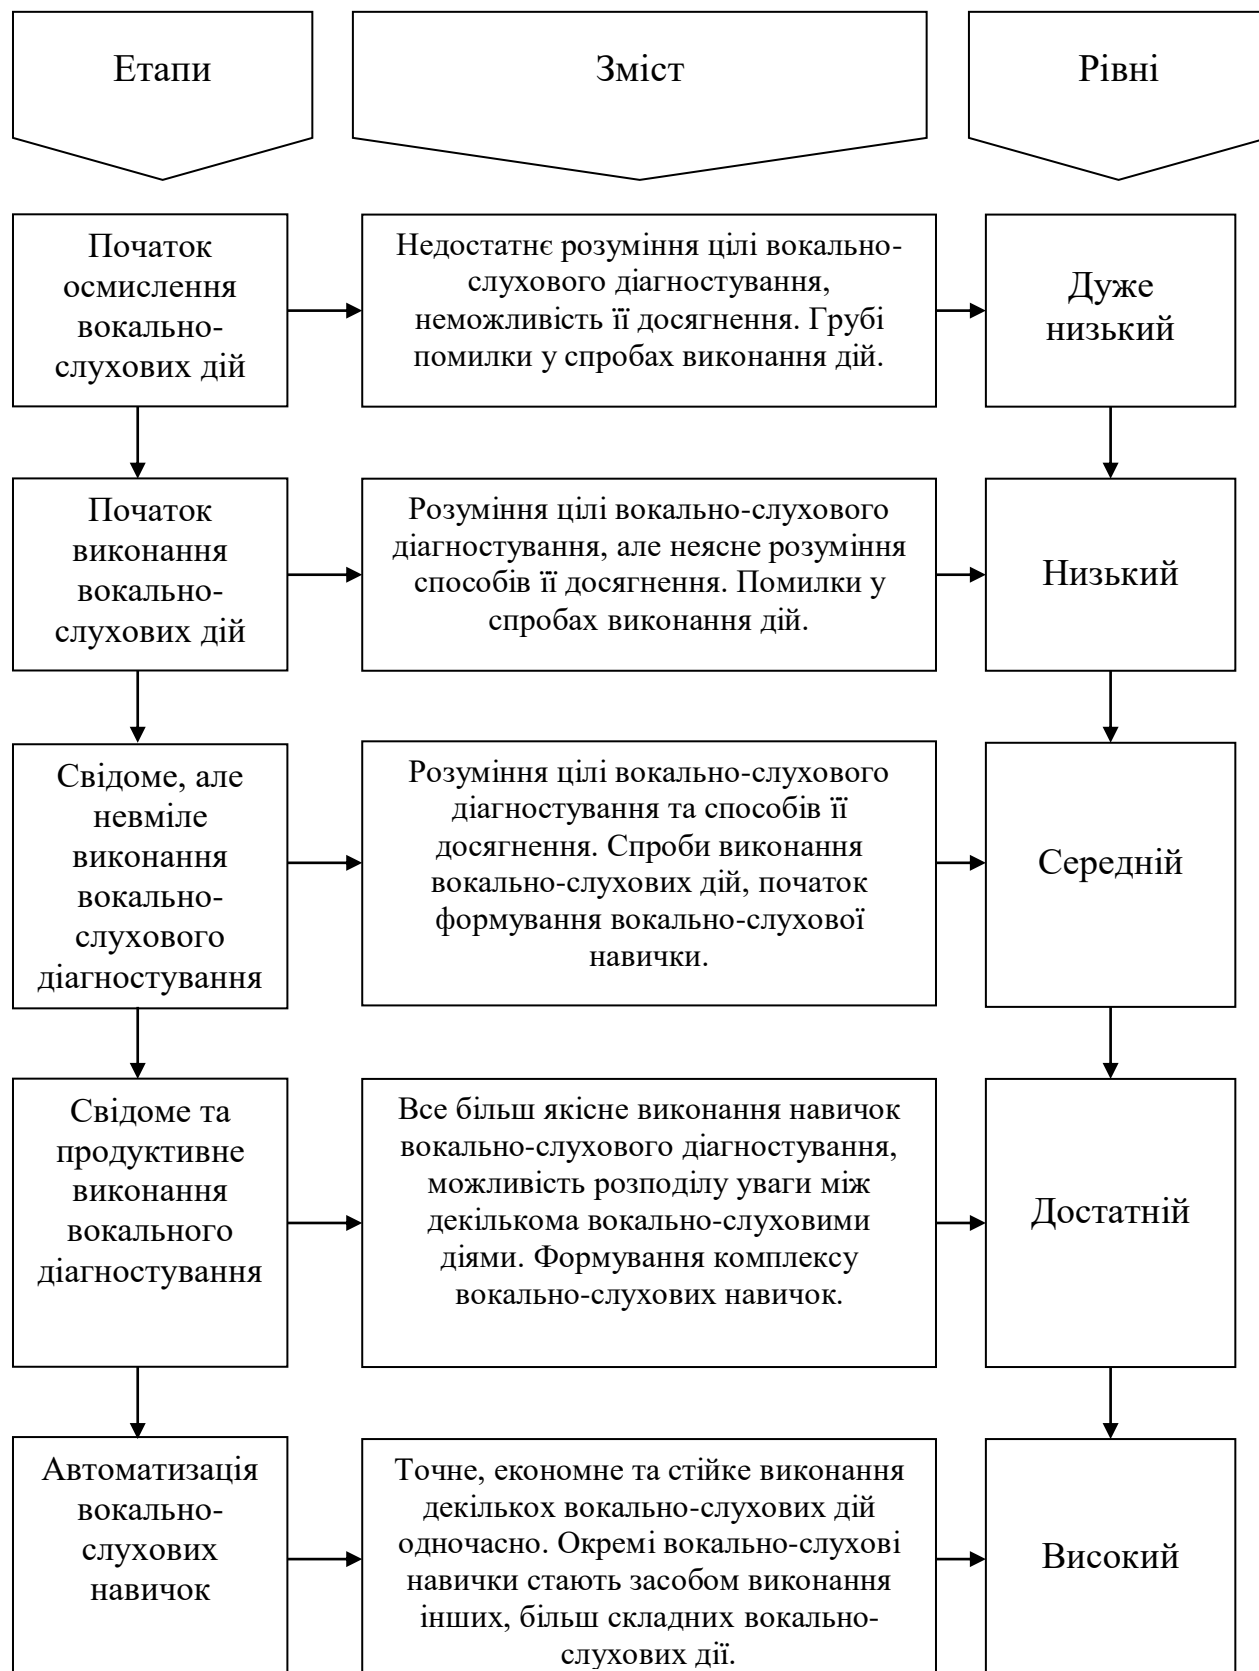 Етапи
Зміст
Рівні
Початок
осмислення
вокально-
слухових дій
Недостатнє розуміння цілі вокально-
слухового діагностування,
неможливість її досягнення. Грубі
помилки у спробах виконання дій.
Дуже
низький
Початок
виконання
вокально-
слухових дій
Розуміння цілі вокально-слухового
діагностування, але неясне розуміння
способів її досягнення. Помилки у
спробах виконання дій.
Низький
Свідоме, але
невміле
виконання
вокально-
слухового
діагностування
Розуміння цілі вокально-слухового
діагностування та способів її
досягнення. Спроби виконання
вокально-слухових дій, початок
формування вокально-слухової
навички.
Середній
Свідоме та
продуктивне
виконання
вокального
діагностування
Все більш якісне виконання навичок
вокально-слухового діагностування,
можливість розподілу уваги між
декількома вокально-слуховими
діями. Формування комплексу
вокально-слухових навичок.
Достатній
Автоматизація
вокально-
слухових
навичок
Точне, економне та стійке виконання
декількох вокально-слухових дій
одночасно. Окремі вокально-слухові
навички стають засобом виконання
інших, більш складних вокально-
слухових дії.
Високий